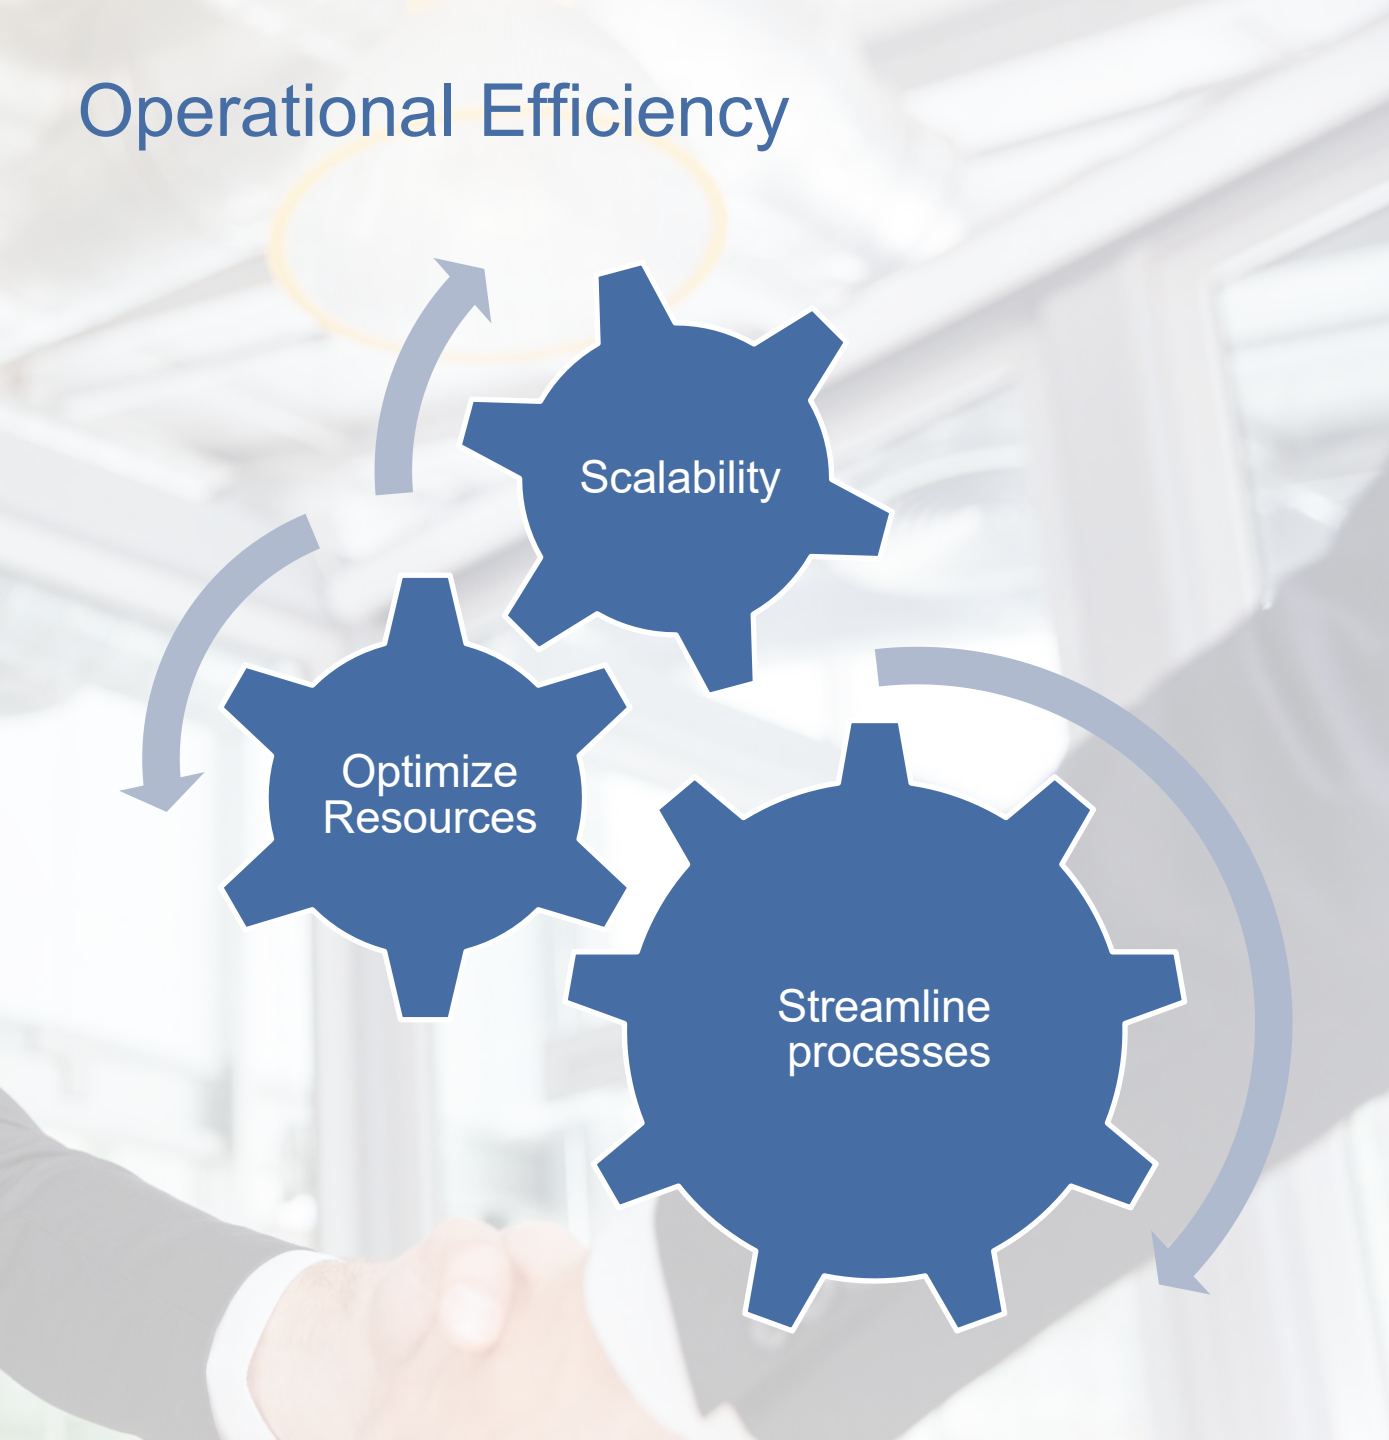 Operational Efficiency
Scalability
Optimize
Resources
Streamline
processes